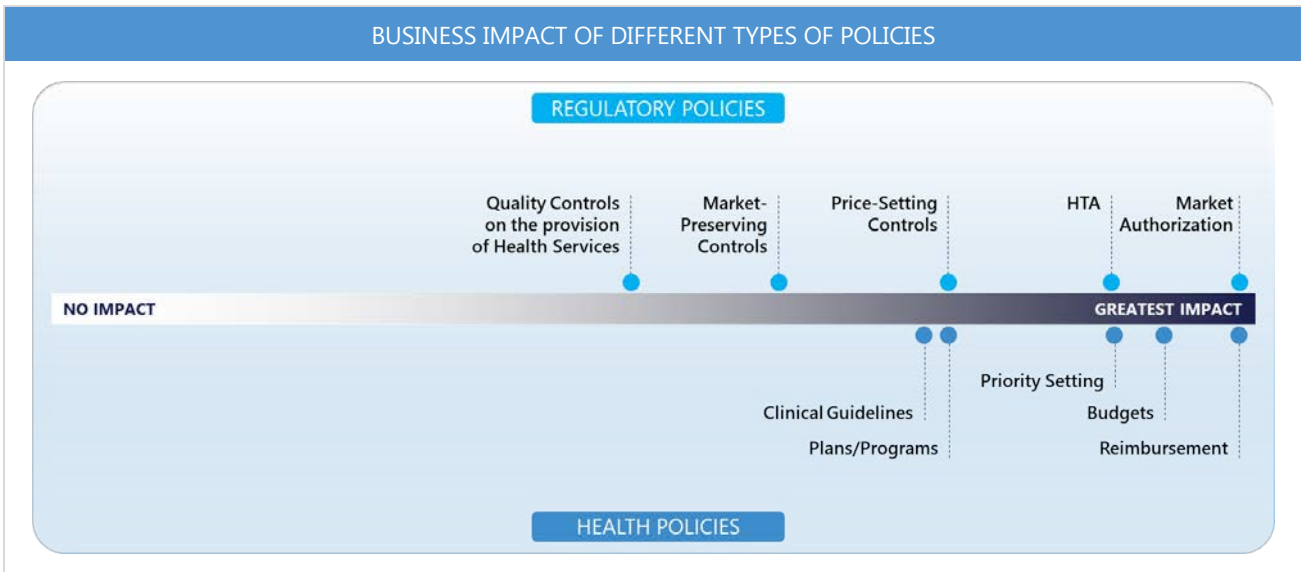 BUSINESS IMPACT OF DIFFERENT TYPES OF POLICIES
REGULATORY POLICIES
Quality Controls
on the provision
of Health Services
Market-
Preserving
Controls
Price-Setting
Controls
HTA
Market
Authorization
NO IMPACT
GREATEST IMPACT
Priority Setting
Clinical Guidelines
Budgets
Plans/Programs
Reimbursement
HEALTH POLICIES